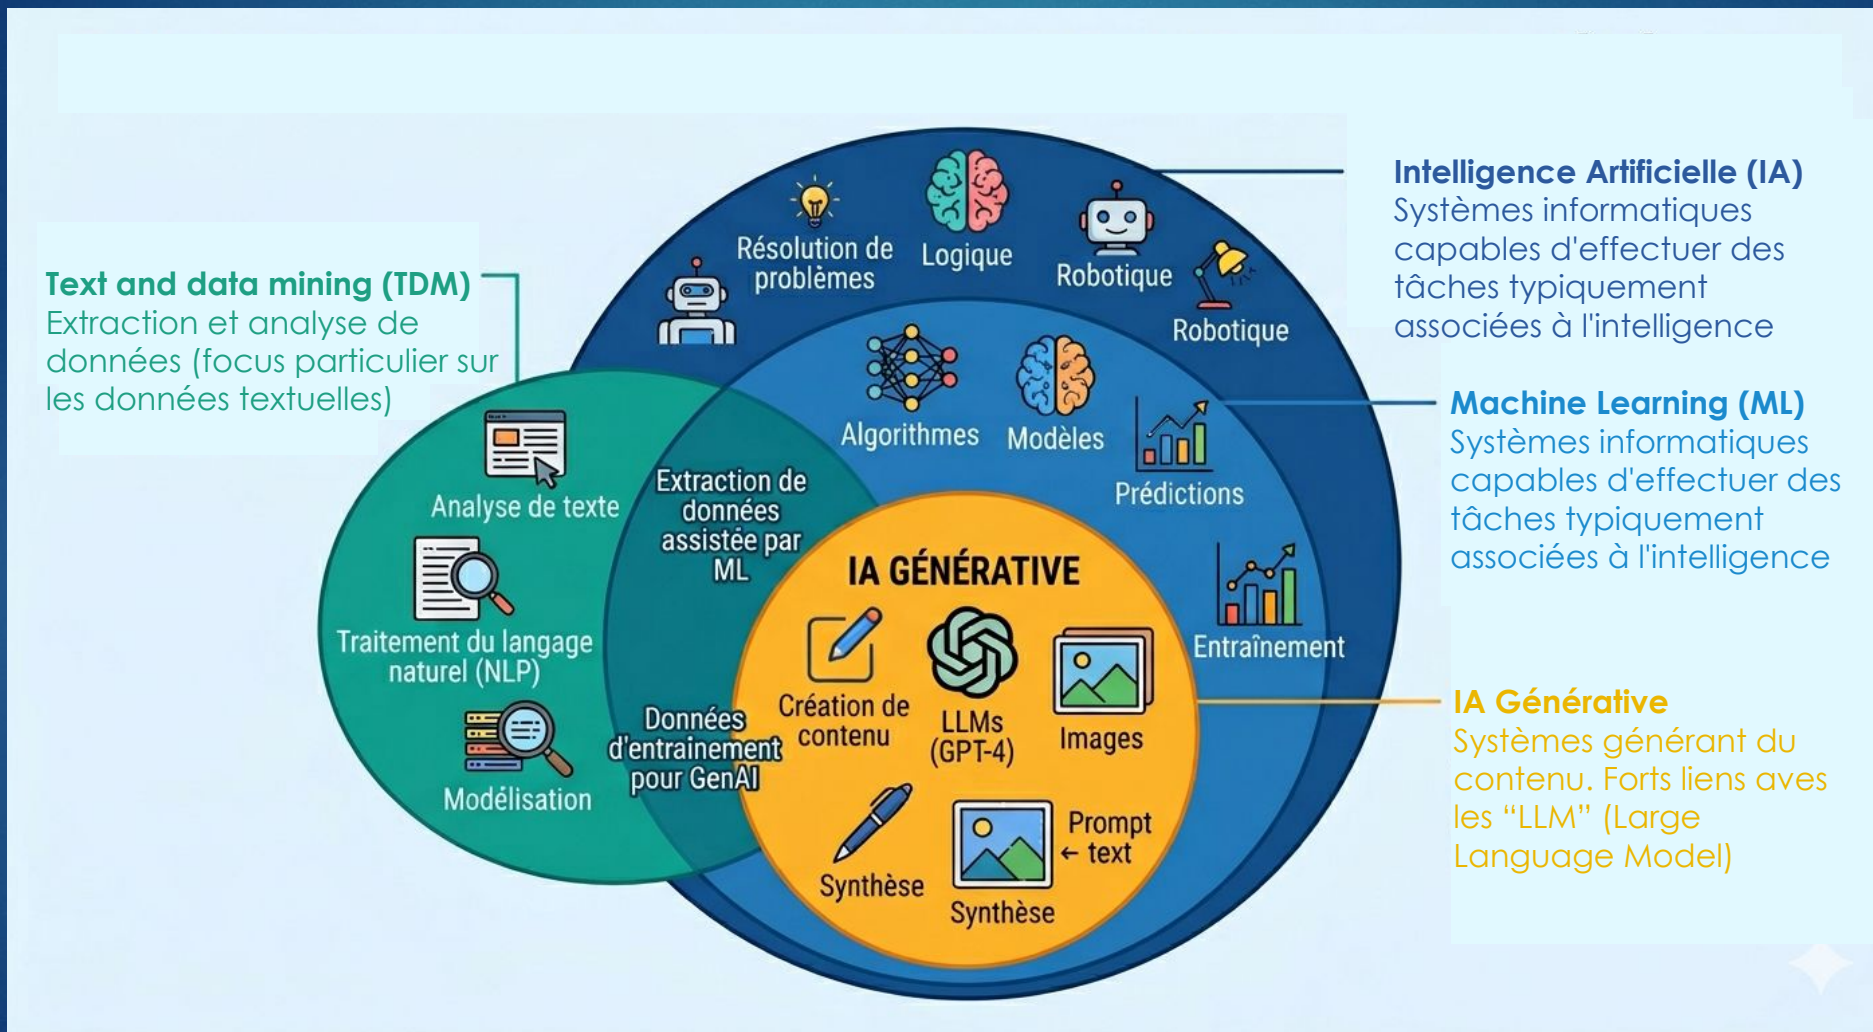 Text and data mining (TDM)
Extraction et analyse de
données (focus particulier sur
les données textuelles)
Résolution de
problèmes
Logique
Robotique
Robotique
Intelligence Artificielle (IA)
Systèmes informatiques
capables d'effectuer des
tâches typiquement
associées à l'intelligence
Algorithmes
Modèles
Prédictions
Entraînement
Machine Learning (ML)
Systèmes informatiques
capables d'effectuer des
tâches typiquement
associées à l'intelligence
Analyse de texte
Traitement du langage
naturel (NLP)
Modélisation
Extraction de
données
assistée par
ML
Données
d'entrainement
pour GenAI
IA GÉNÉRATIVE
Création de
contenu
LLMs
(GPT-4)
Images
Synthèse
Prompt
← text
Synthèse
IA Générative
Systèmes générant du
contenu. Forts liens aves
les “LLM” (Large
Language Model)